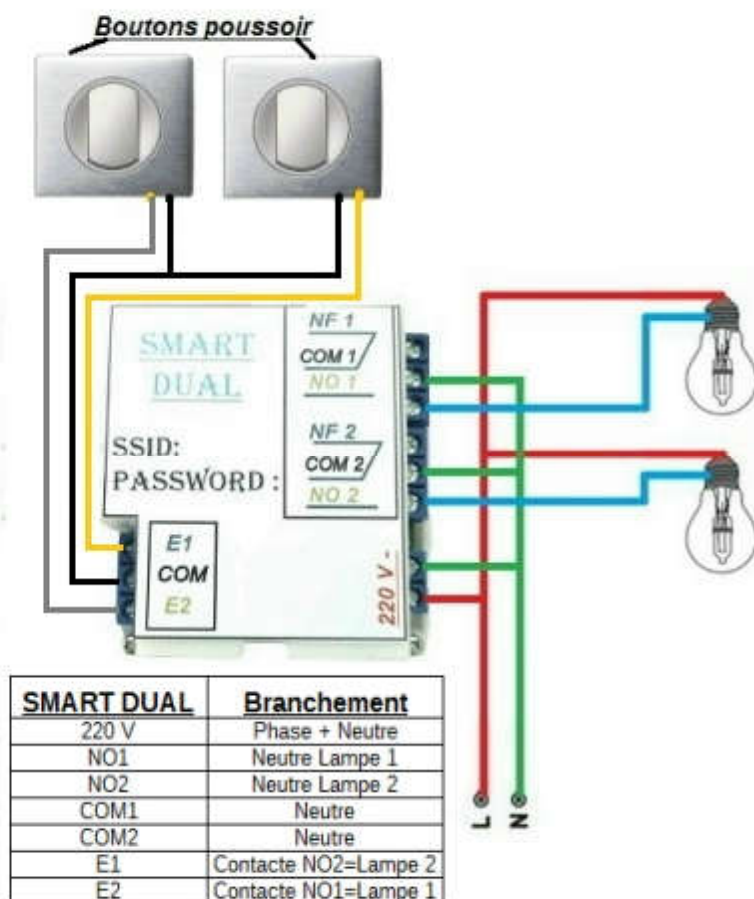 Boutons poussoir
SMART
DUAL
SSID:
PASSWORD :
NF 1
COM 1
NO 1
NF 2
COM 2
NO 2
E1
COM
E2
220 V -
L
N
SMART DUAL Branchement
220 V Phase + Neutre
NO1 Neutre Lampe 1
NO2 Neutre Lampe 2
COM1 Neutre
COM2 Neutre
E1 Contacte NO2=Lampe 2
E2 Contacte NO1=Lampe 1